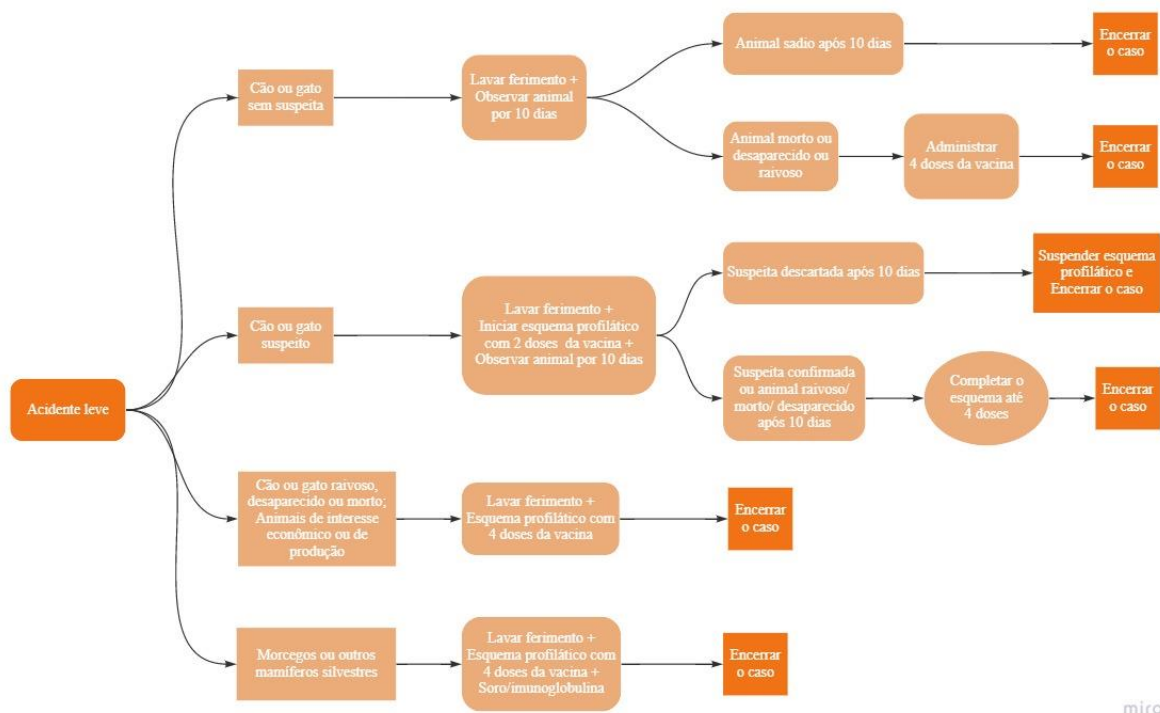 Acidente leve
Cão ou gato
sem suspeita
Lavar ferimento +
Observar animal
por 10 dias
Animal sadio após 10 dias
Encerrar
o caso
Animal morto ou
desaparecido ou
raivoso
Administrar
4 doses da vacina
Encerrar
o caso
Cão ou gato
suspeito
Lavar ferimento +
Iniciar esquema profilático
com 2 doses da vacina +
Observar animal por 10 dias
Suspeita descartada após 10 dias
Suspender esquema
profilático e
Encerrar o caso
Suspeita confirmada
ou animal raivoso/
morto/ desaparecido
após 10 dias
Completar o
esquema até
4 doses
Encerrar
o caso
Cão ou gato raivoso,
desaparecido ou morto;
Animais de interesse
econômico ou de
produção
Lavar ferimento +
Esquema profilático com
4 doses da vacina
Encerrar
o caso
Morcegos ou outros
mamíferos silvestres
Lavar ferimento +
Esquema profilático com
4 doses da vacina +
Soro/imunoglobulina
Encerrar
o caso
miro